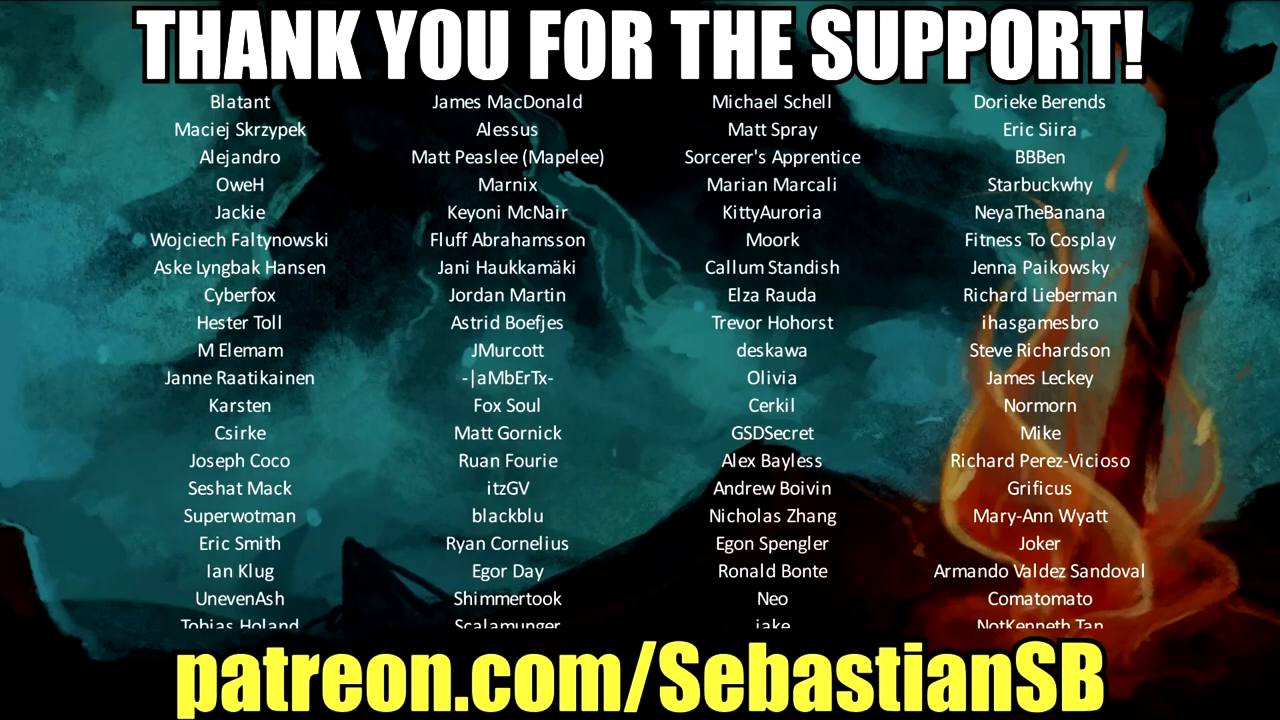 THANK YOU FOR THE SUPPORT!
Blatant
Maciej Skrzypek
Alejandro
OweH
Jackie
Wojciech Faltynowski
Aske Lyngbak Hansen
Cyberfox
Hester Toll
M Elemam
Janne Raatikainen
Karsten
Csirke
Joseph Coco
Seshat Mack
Superwotman
Eric Smith
Ian Klug
UnevenAsh
Tobias Holand
James MacDonald
Alessus
Matt Peaslee (Mapelee)
Marnix
Keyoni McNair
Fluff Abrahamsson
Jani Haukkamäki
Jordan Martin
Astrid Boefjes
JMurcott
-|aMbErTx-
Fox Soul
Matt Gornick
Ruan Fourie
itzGV
blackblu
Ryan Cornelius
Egor Day
Shimmertook
Scalamunger
Michael Schell
Matt Spray
Sorcerer's Apprentice
Marian Marcali
KittyAuroria
Moork
Callum Standish
Elza Rauda
Trevor Hohorst
deskawa
Olivia
Cerkil
GSDSecret
Alex Bayless
Andrew Boivin
Nicholas Zhang
Egon Spengler
Ronald Bonte
Neo
jake
Dorieke Berends
Eric Siira
BBBen
Starbuckwhy
NeyaTheBanana
Fitness To Cosplay
Jenna Paikowsky
Richard Lieberman
ihasgamesbro
Steve Richardson
James Leckey
Normorn
Mike
Richard Perez-Vicioso
Grificus
Mary-Ann Wyatt
Joker
Armando Valdez Sandoval
Comatomato
NotKenneth Tan
patreon.com/SebastianSB